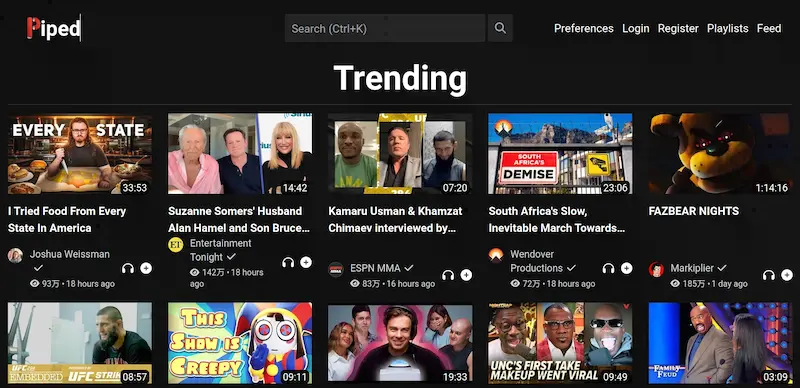 Piped
Search (Ctrl+K)
Preferences Login Register Playlists Feed
Trending
EVERY STATE
33:53
14:42
07:20
SOUTH AFRICA'S
DEMISE
23:06
1:14:16
I Tried Food From Every
State In America
Joshua Weissman
93万 • 18 hours ago
Suzanne Somers' Husband
Alan Hamel and Son Bruce...
ET
Entertainment
Tonight
142万 • 18 hours
ago
Kamaru Usman & Khamzat
Chimaev interviewed by...
ESPN MMA
83万 • 16 hours ago
South Africa's Slow,
Inevitable March Towards...
Wendover
Productions
72万 • 18 hours ago
FAZBEAR NIGHTS
Markiplier
185万 • 1 day ago
UFC
EMBEDDED
UFC STRIK
08:57
THIS
SHOW IS
CREEPY
09:11
19:33
UNC'S FIRST TAKE
MAKEUP WENT VIRAL
09:49
FAMILY
FEUD
03:09